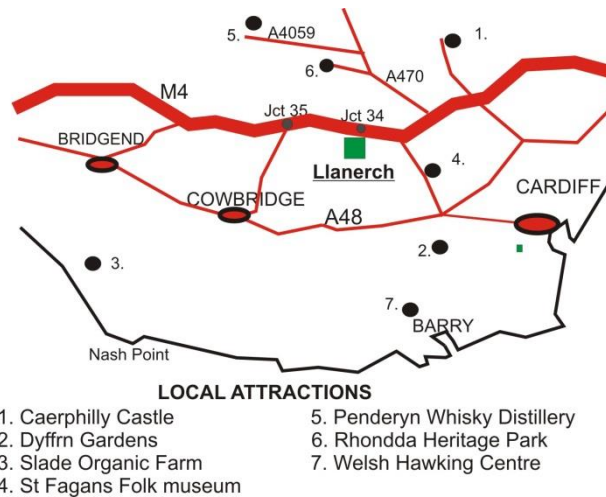 5.
A4059
1.
6.
A470
M4
Jct 35
Jct 34
BRIDGEND
Llanerch
4.
CARDIFF
COWBRIDGE
A48
2.
3.
7.
BARRY
Nash Point
LOCAL ATTRACTIONS
1. Caerphilly Castle
2. Dyffrn Gardens
3. Slade Organic Farm
4. St Fagans Folk museum
5. Penderyn Whisky Distillery
6. Rhondda Heritage Park
7. Welsh Hawking Centre